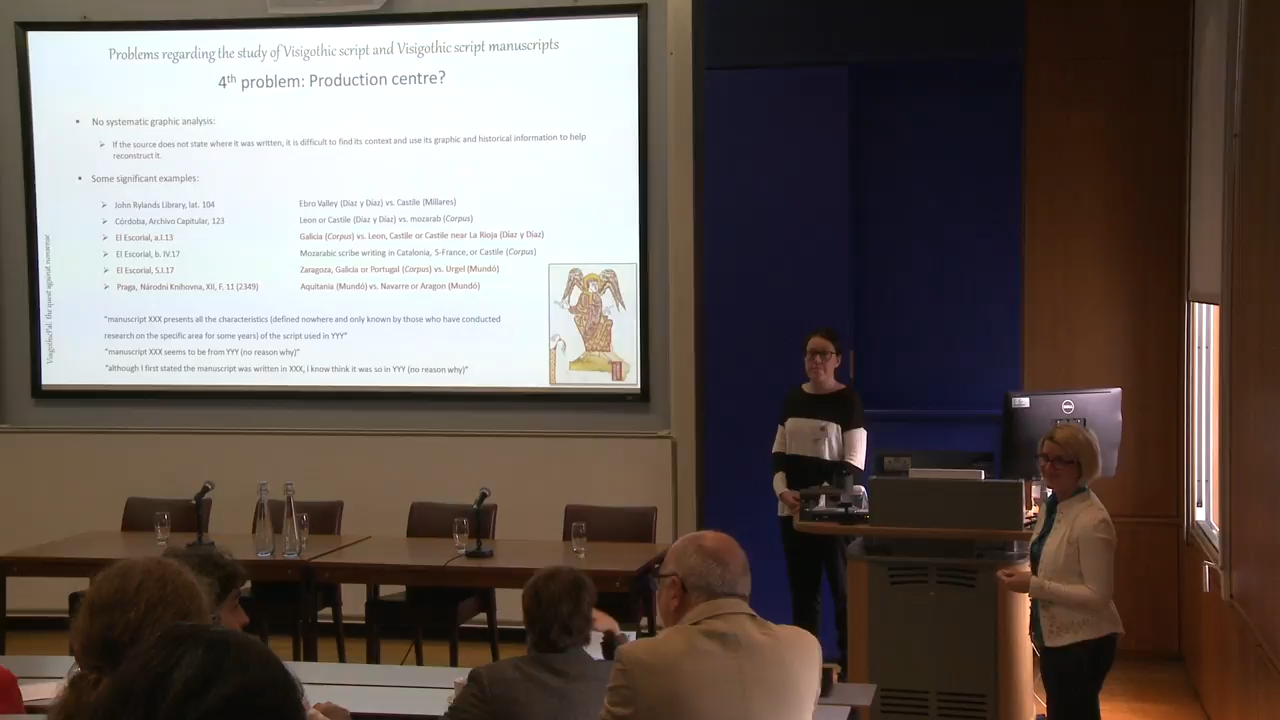 Problems regarding the study of Visigothic script and Visigothic script manuscripts
4th problem: Production centre?
▪ No systematic graphic analysis:
➢ If the source does not state where it was written, it is difficult to find its context and use its graphic and historical information to help
reconstruct it.
▪ Some significant examples:
➢ John Rylands Library, lat. 104 Ebro Valley (Díaz y Díaz) vs. Castile (Millares)
➢ Córdoba, Archivo Capitular, 123 Leon or Castile (Díaz y Díaz) vs. mozarab (Corpus)
➢ El Escorial, a.I.13 Galicia (Corpus) vs. Leon, Castile or Castile near La Rioja (Díaz y Díaz)
➢ El Escorial, b. IV.17 Mozarabic scribe writing in Catalonia, S-France, or Castile (Corpus)
➢ El Escorial, S.I.17 Zaragoza, Galicia or Portugal (Corpus) vs. Urgel (Mundó)
➢ Praga, Národni Knihovna, XII, F, 11 (2349) Aquitania (Mundó) vs. Navarre or Aragon (Mundó)
"manuscript XXX presents all the characteristics (defined nowhere and only known by those who have conducted
research on the specific area for some years) of the script used in YYY"
"manuscript XXX seems to be from YYY (no reason why)"
"although I first stated the manuscript was written in XXX, I know think it was so in YYY (no reason why)"
VisigothicPal: the quest against nonsense
DELL